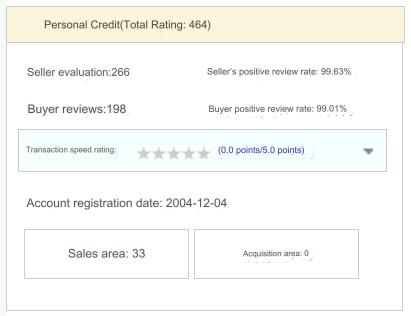 Personal Credit(Total Rating: 464)
Seller evaluation:266
Seller's positive review rate: 99.63%
Buyer reviews:198
Buyer positive review rate: 99.01%
Transaction speed rating: (0.0 points/5.0 points)
Account registration date: 2004-12-04
Sales area: 33
Acquisition area: 0